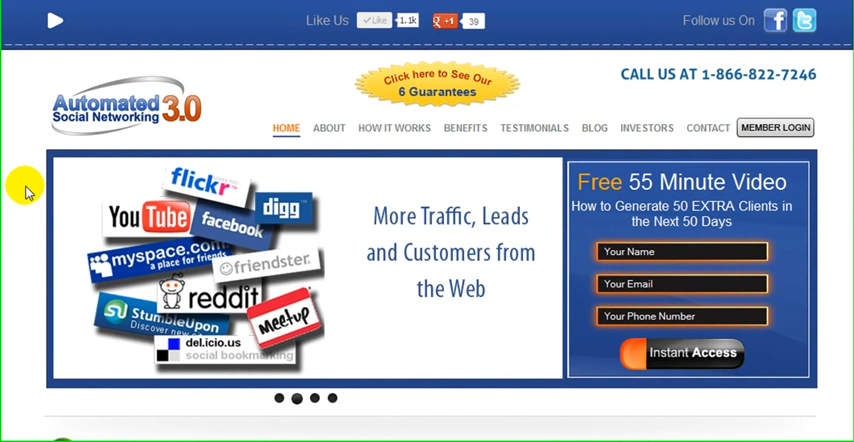 Like Us
Like
1.1k
g +1
39
Follow us On
f
t
Click here to See Our
6 Guarantees
CALL US AT 1-866-822-7246
Automated
Social Networking
3.0
HOME
ABOUT
HOW IT WORKS
BENEFITS
TESTIMONIALS
BLOG
INVESTORS
CONTACT
MEMBER LOGIN
flickr
digg
YouTube
facebook
myspace.com
a place for friends
friendster.
reddit
StumbleUpon
Discover new
Meetup
del.icio.us
social bookmarking
More Traffic, Leads
and Customers from
the Web
Free 55 Minute Video
How to Generate 50 EXTRA Clients in
the Next 50 Days
Your Name
Your Email
Your Phone Number
Instant Access